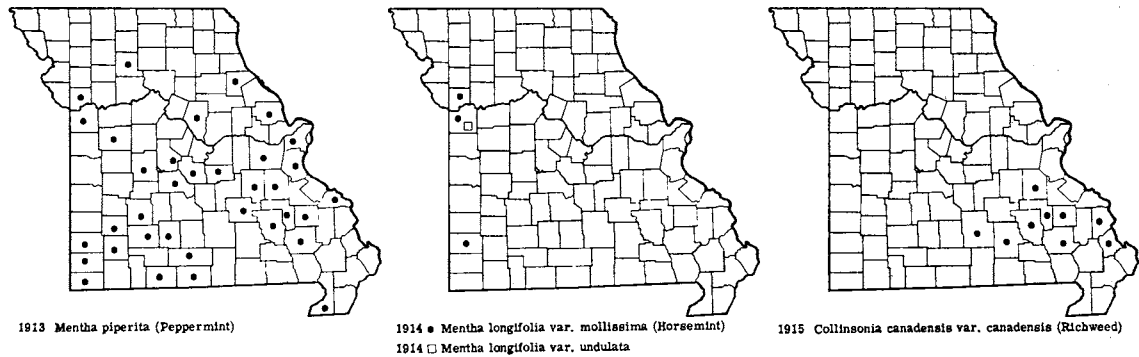 1913 Mentha piperita (Peppermint)
1914 ● Mentha longifolia var. mollissima (Horsemint)
1914 □ Mentha longifolia var. undulata
1915 Collinsonia canadensis var. canadensis (Richweed)